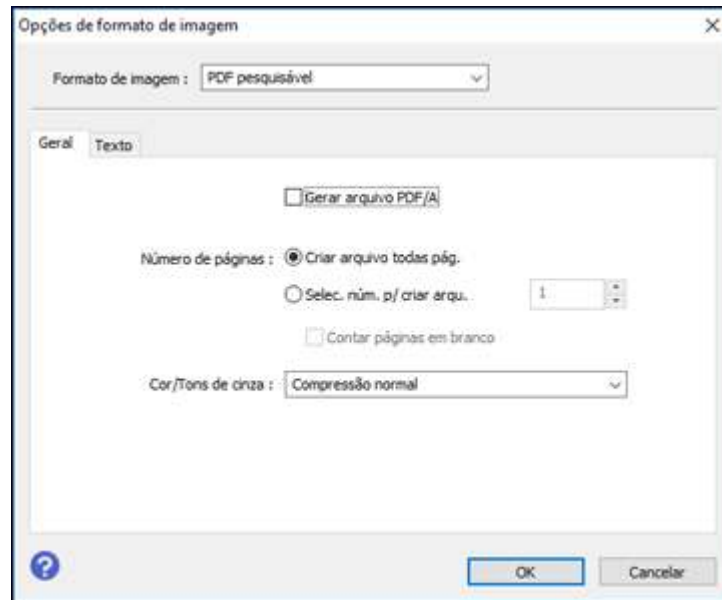 Opções de formato de imagem
Formato de imagem : PDF pesquisável
Geral Texto
Gerar arquivo PDF/A
Número de páginas : Criar arquivo todas pág.
Selec. núm. p/ criar arqu. 1
Contar páginas em branco
Cor/Tons de cinza : Compressão normal
? OK Cancelar